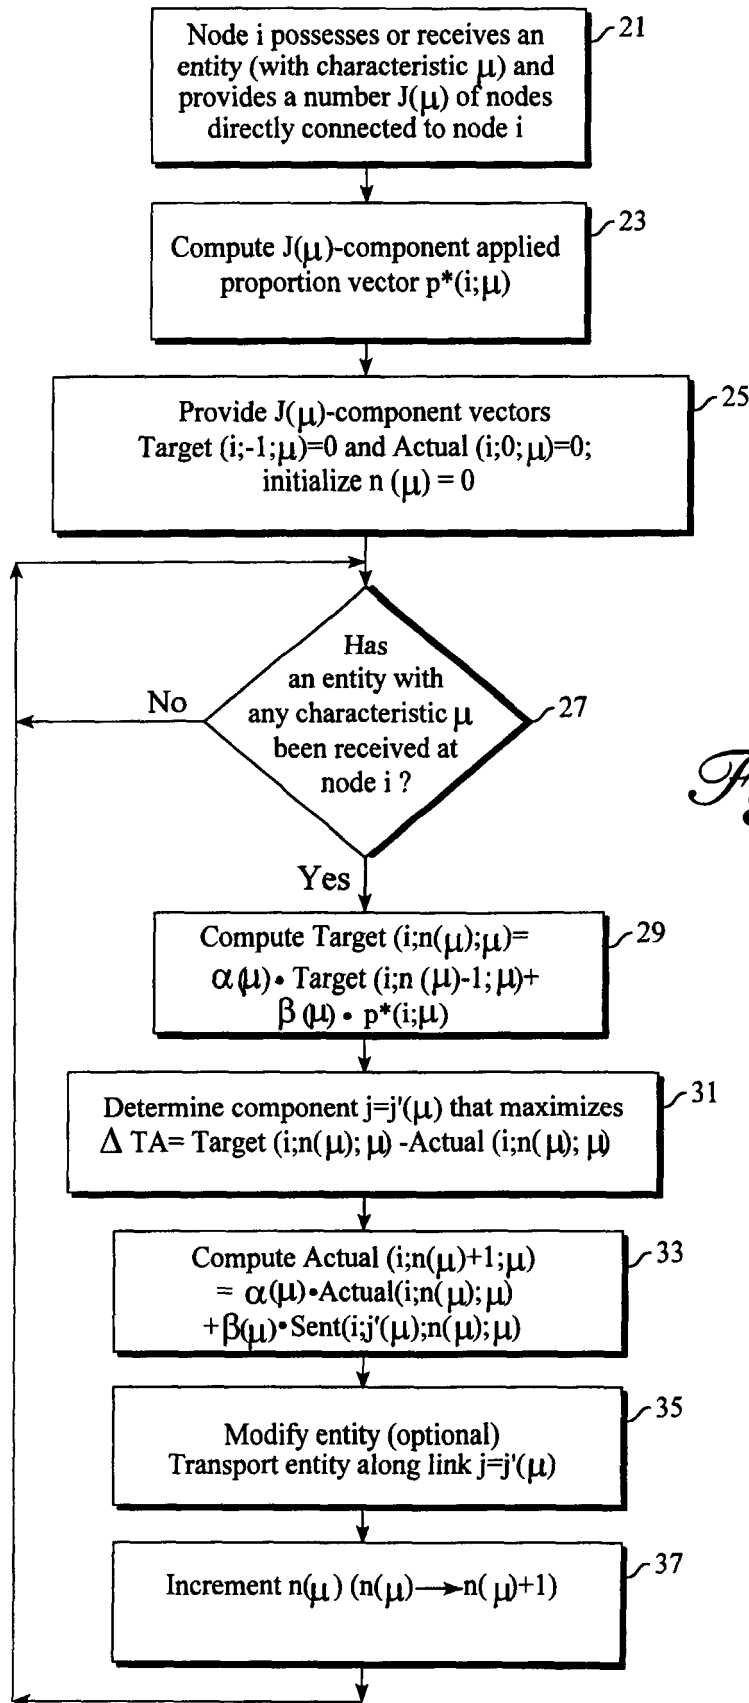 Node i possesses or receives an
entity (with characteristic μ) and
provides a number J(μ) of nodes
directly connected to node i
21
Compute J(μ)-component applied
proportion vector p*(i;μ)
23
Provide J(μ)-component vectors
Target (i;-1;μ)=0 and Actual (i;0;μ)=0;
initialize n (μ) = 0
25
Has
an entity with
any characteristic μ
been received at
node i ?
27
No
Yes
Compute Target (i;n(μ);μ)=
α(μ)• Target (i;n (μ)-1;μ)+
β(μ)• p*(i;μ)
29
Determine component j=j'(μ) that maximizes
Δ TA= Target (i;n(μ); μ) -Actual (i;n(μ); μ)
31
Compute Actual (i;n(μ)+1;μ)
= α(μ)•Actual(i;n(μ);μ)
+β(μ)•Sent(i;j'(μ);n(μ);μ)
33
Modify entity (optional)
Transport entity along link j=j'(μ)
35
Increment n(μ) (n(μ)→n(μ)+1)
37